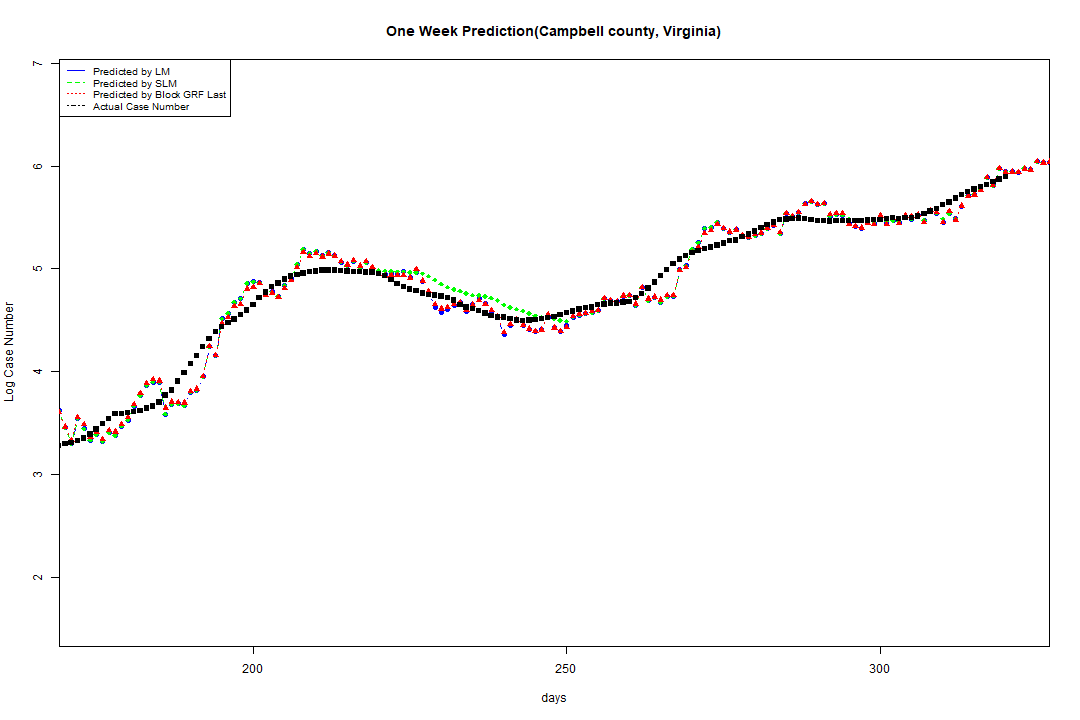 One Week Prediction(Campbell county, Virginia)
Predicted by LM
Predicted by SLM
Predicted by Block GRF Last
Actual Case Number
7
6
5
4
3
2
Log Case Number
200 250 300
days